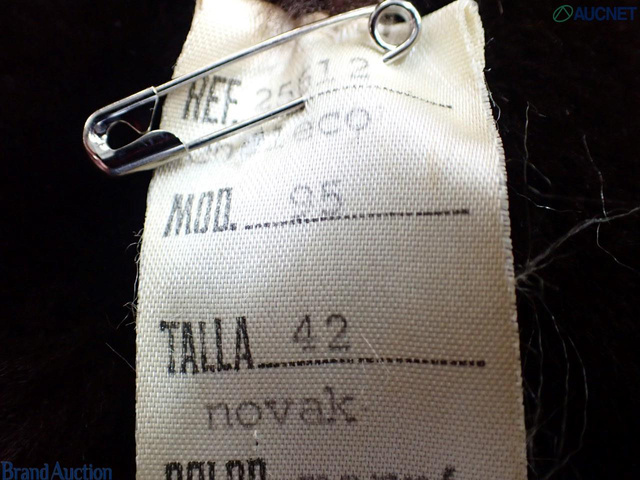 AUCNET
REF. 25612
MOD. 95
TALLA 42
novak
Brand Auction